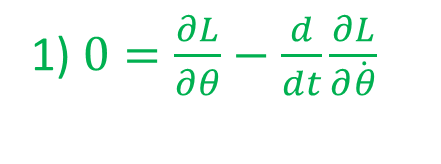 1) 0 = ∂L/∂θ − d/dt ∂L/∂θ̇